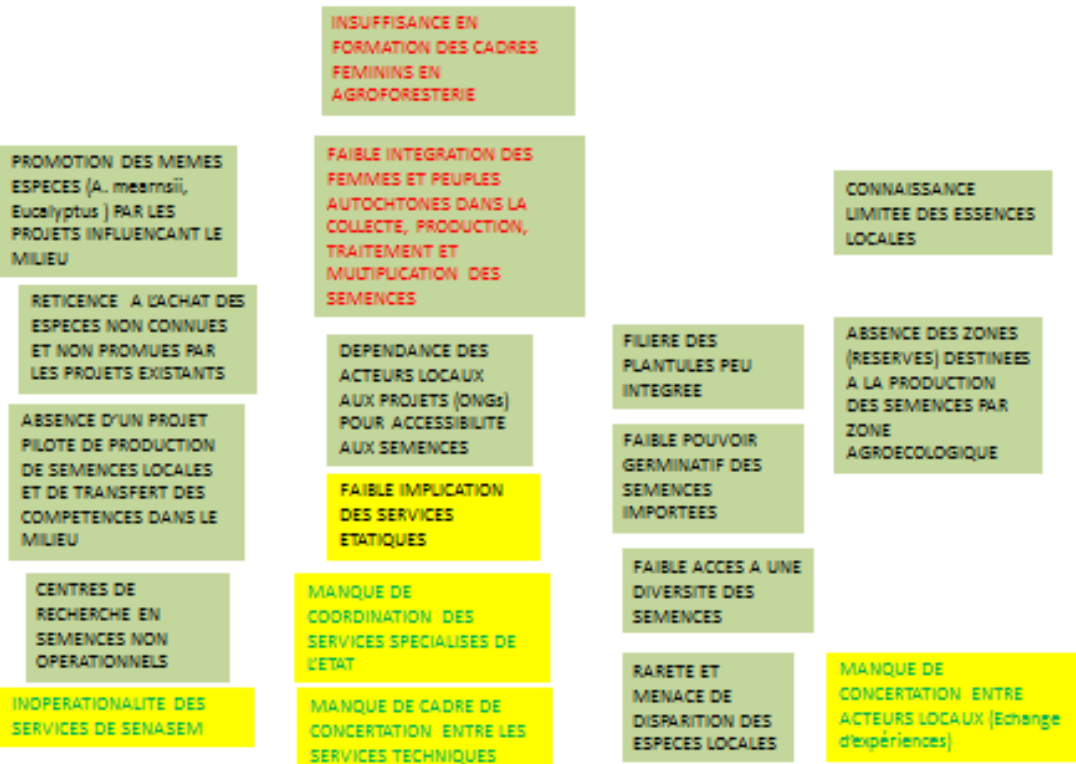 INSUFFISANCE EN
FORMATION DES CADRES
FEMININS EN
AGROFORESTERIE
PROMOTION DES MEMES
ESPECES (A. mearnsii,
Eucalyptus ) PAR LES
PROJETS INFLUENCANT LE
MILIEU
RETICENCE A L'ACHAT DES
ESPECES NON CONNUES
ET NON PROMUES PAR
LES PROJETS EXISTANTS
ABSENCE D'UN PROJET
PILOTE DE PRODUCTION
DE SEMENCES LOCALES
ET DE TRANSFERT DES
COMPETENCES DANS LE
MILIEU
CENTRES DE
RECHERCHE EN
SEMENCES NON
OPERATIONNELS
INOPERATIONALITE DES
SERVICES DE SENASEM
FAIBLE INTEGRATION DES
FEMMES ET PEUPLES
AUTOCHTONES DANS LA
COLLECTE, PRODUCTION,
TRAITEMENT ET
MULTIPLICATION DES
SEMENCES
DEPENDANCE DES
ACTEURS LOCAUX
AUX PROJETS (ONGs)
POUR ACCESSIBILITE
AUX SEMENCES
FAIBLE IMPLICATION
DES SERVICES
ETATIQUES
MANQUE DE
COORDINATION DES
SERVICES SPECIALISES DE
L'ETAT
MANQUE DE CADRE DE
CONCERTATION ENTRE LES
SERVICES TECHNIQUES
FILIERE DES
PLANTULES PEU
INTEGREE
FAIBLE POUVOIR
GERMINATIF DES
SEMENCES
IMPORTEES
FAIBLE ACCES A UNE
DIVERSITE DES
SEMENCES
RARETE ET
MENACE DE
DISPARITION DES
ESPECES LOCALES
CONNAISSANCE
LIMITEE DES ESSENCES
LOCALES
ABSENCE DES ZONES
(RESERVES) DESTINEES
A LA PRODUCTION
DES SEMENCES PAR
ZONE
AGROECOLOGIQUE
MANQUE DE
CONCERTATION ENTRE
ACTEURS LOCAUX (Echange
d'expériences)